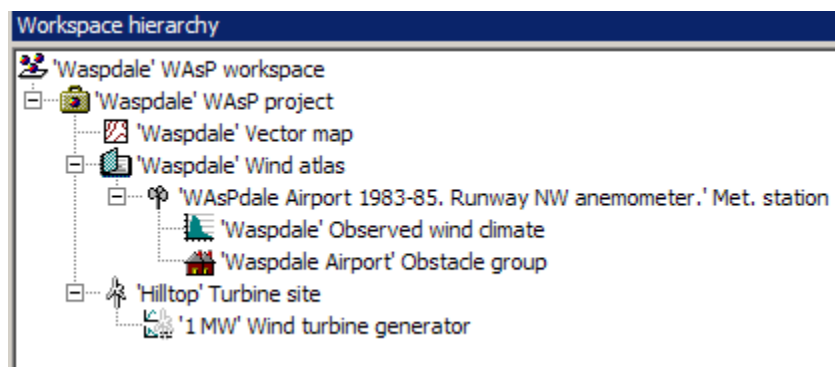 Workspace hierarchy
'Waspdale' WAsP workspace
'Waspdale' WAsP project
'Waspdale' Vector map
'Waspdale' Wind atlas
'WAsPdale Airport 1983-85. Runway NW anemometer.' Met. station
'Waspdale' Observed wind climate
'Waspdale Airport' Obstacle group
'Hilltop' Turbine site
'1 MW' Wind turbine generator